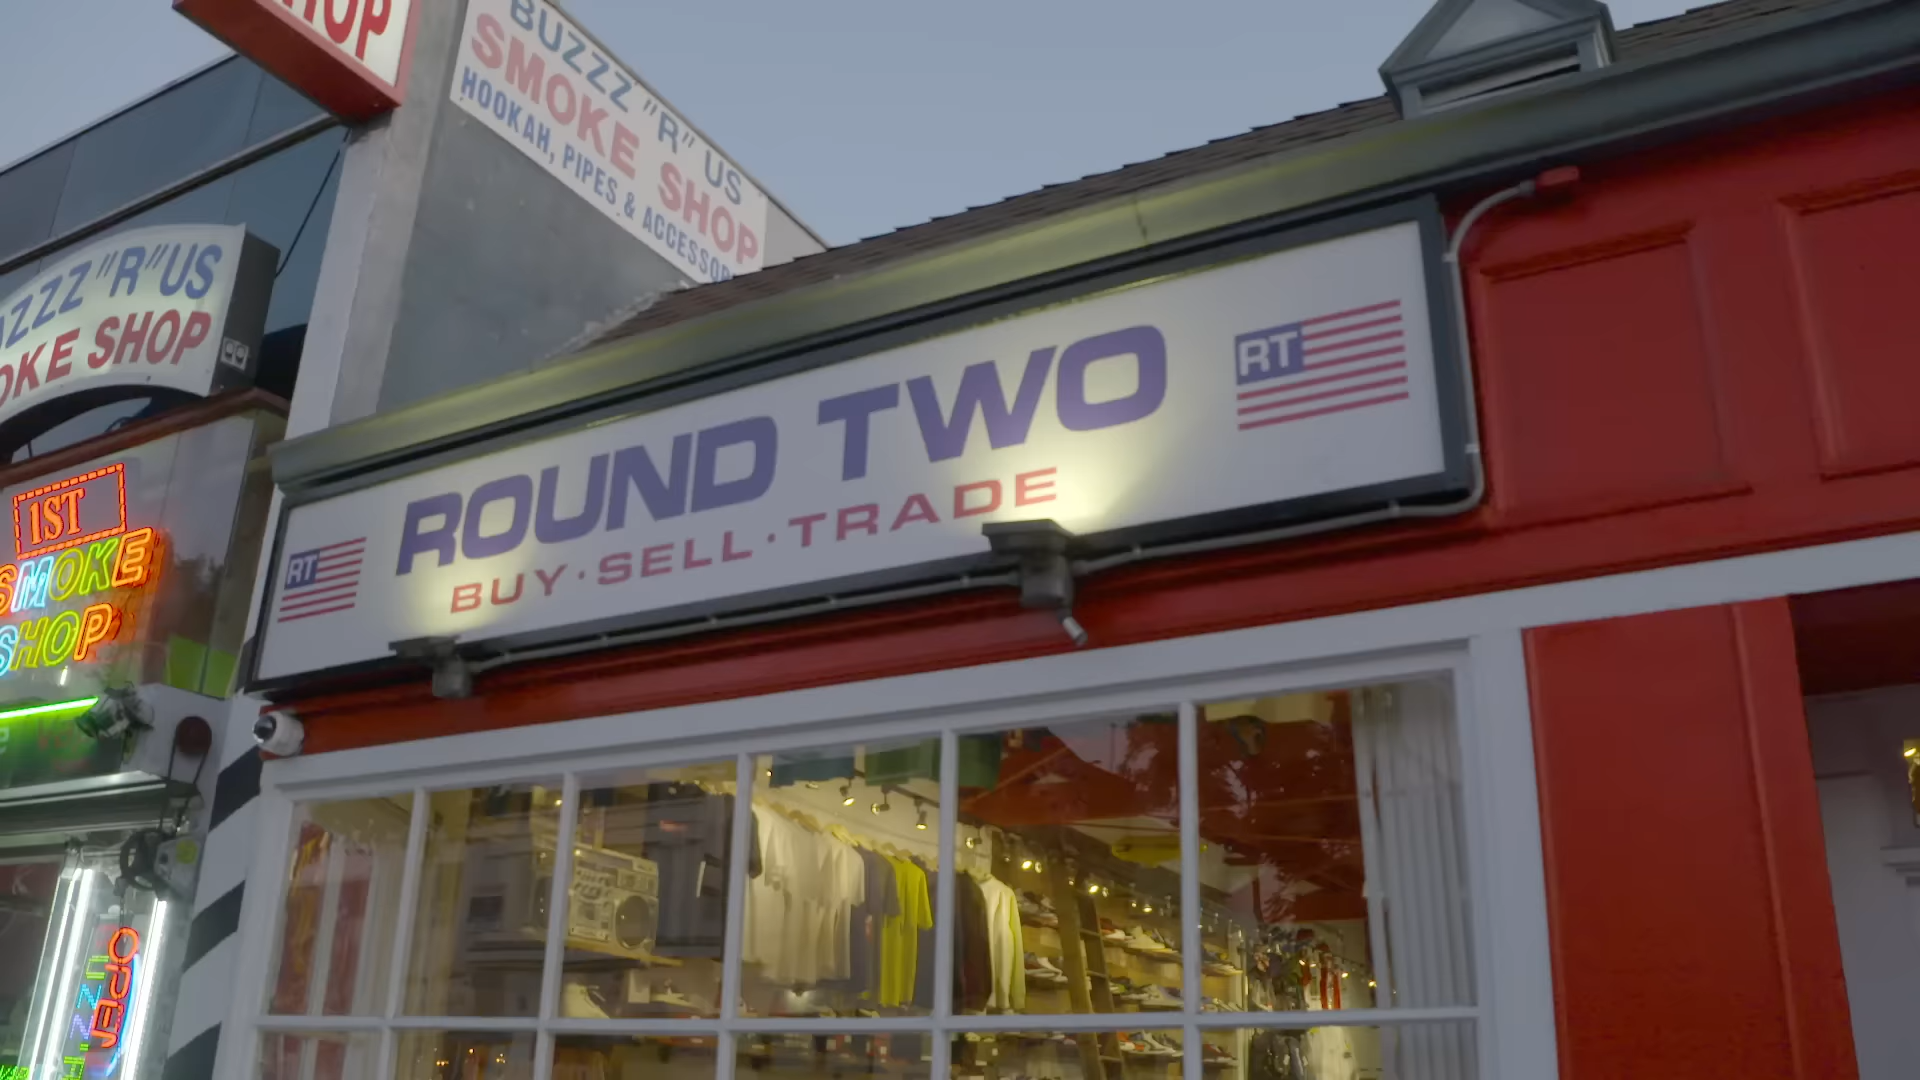 HOP
BUZZZ "R" US
SMOKE SHOP
HOOKAH, PIPES & ACCESSOR
ZZZ "R" US
OKE SHOP
1ST
SMOKE
SHOP
OPEN
ROUND TWO
BUY · SELL · TRADE
RT
RT